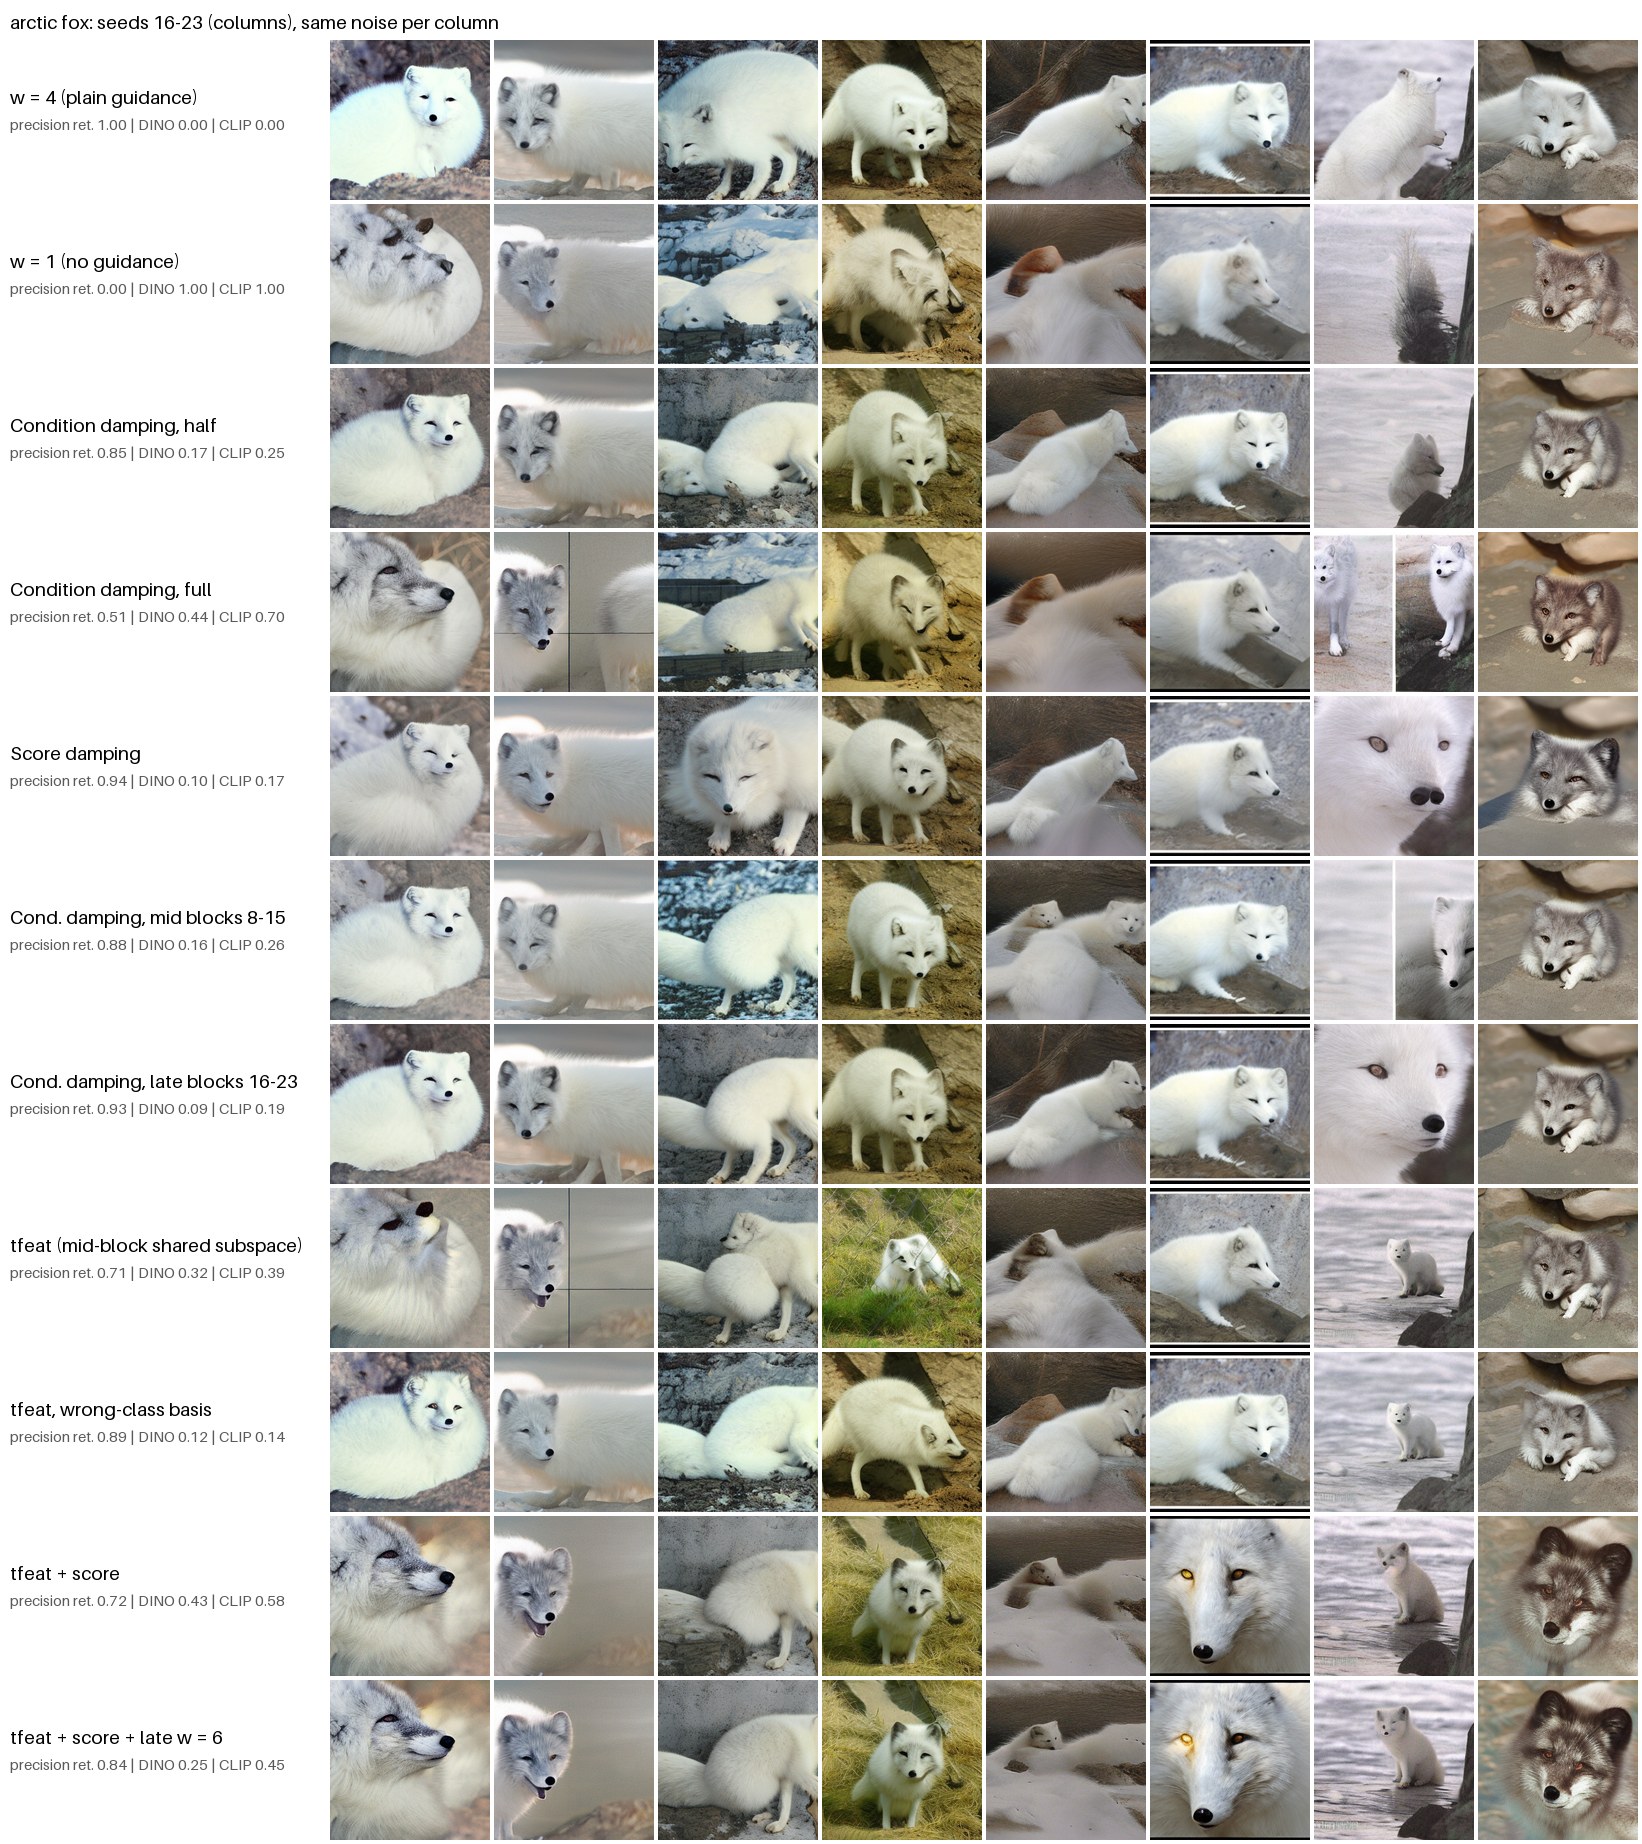 arctic fox: seeds 16-23 (columns), same noise per column
w = 4 (plain guidance)
precision ret. 1.00 | DINO 0.00 | CLIP 0.00
w = 1 (no guidance)
precision ret. 0.00 | DINO 1.00 | CLIP 1.00
Condition damping, half
precision ret. 0.85 | DINO 0.17 | CLIP 0.25
Condition damping, full
precision ret. 0.51 | DINO 0.44 | CLIP 0.70
Score damping
precision ret. 0.94 | DINO 0.10 | CLIP 0.17
Cond. damping, mid blocks 8-15
precision ret. 0.88 | DINO 0.16 | CLIP 0.26
Cond. damping, late blocks 16-23
precision ret. 0.93 | DINO 0.09 | CLIP 0.19
tfeat (mid-block shared subspace)
precision ret. 0.71 | DINO 0.32 | CLIP 0.39
tfeat, wrong-class basis
precision ret. 0.89 | DINO 0.12 | CLIP 0.14
tfeat + score
precision ret. 0.72 | DINO 0.43 | CLIP 0.58
tfeat + score + late w = 6
precision ret. 0.84 | DINO 0.25 | CLIP 0.45